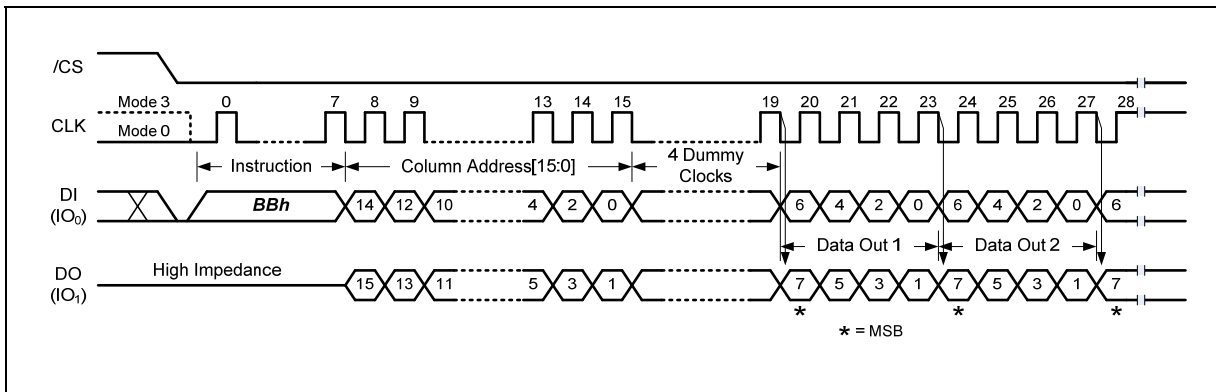 /CS
Mode 3 0 7 8 9 13 14 15 19 20 21 22 23 24 25 26 27 28
CLK
Mode 0
Instruction Column Address[15:0] 4 Dummy
Clocks
DI
(IO0) BBh 14 12 10 4 2 0 6 4 2 0 6 4 2 0 6
Data Out 1 Data Out 2
High Impedance
DO
(IO1) 15 13 11 5 3 1 7 5 3 1 7 5 3 1 7
* * *
* = MSB